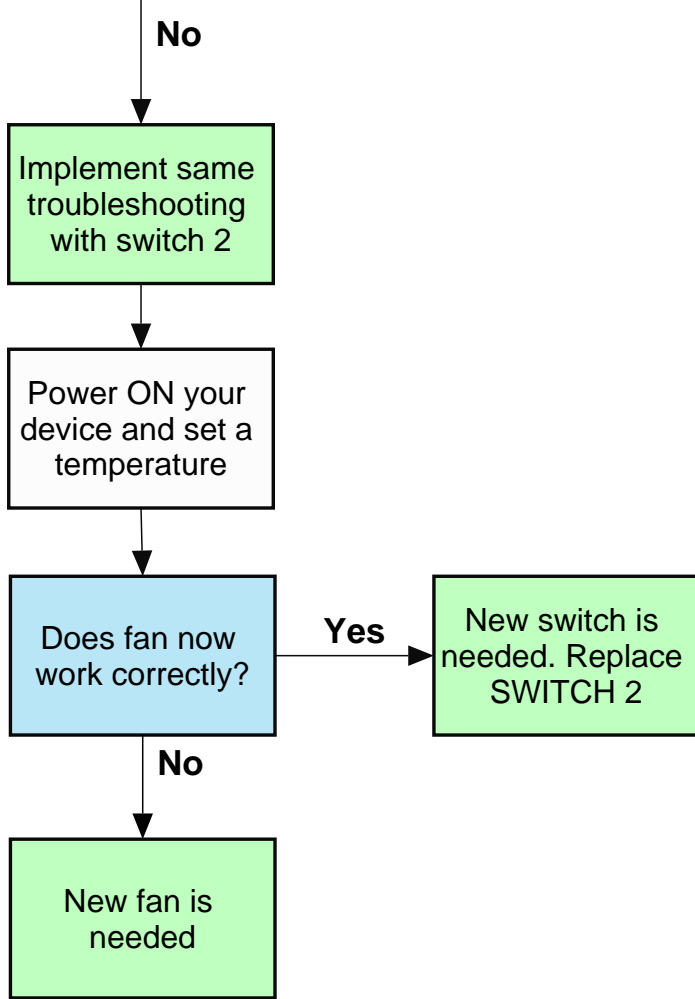 No
Implement same
troubleshooting
with switch 2
Power ON your
device and set a
temperature
Does fan now
work correctly?
Yes
New switch is
needed. Replace
SWITCH 2
No
New fan is
needed